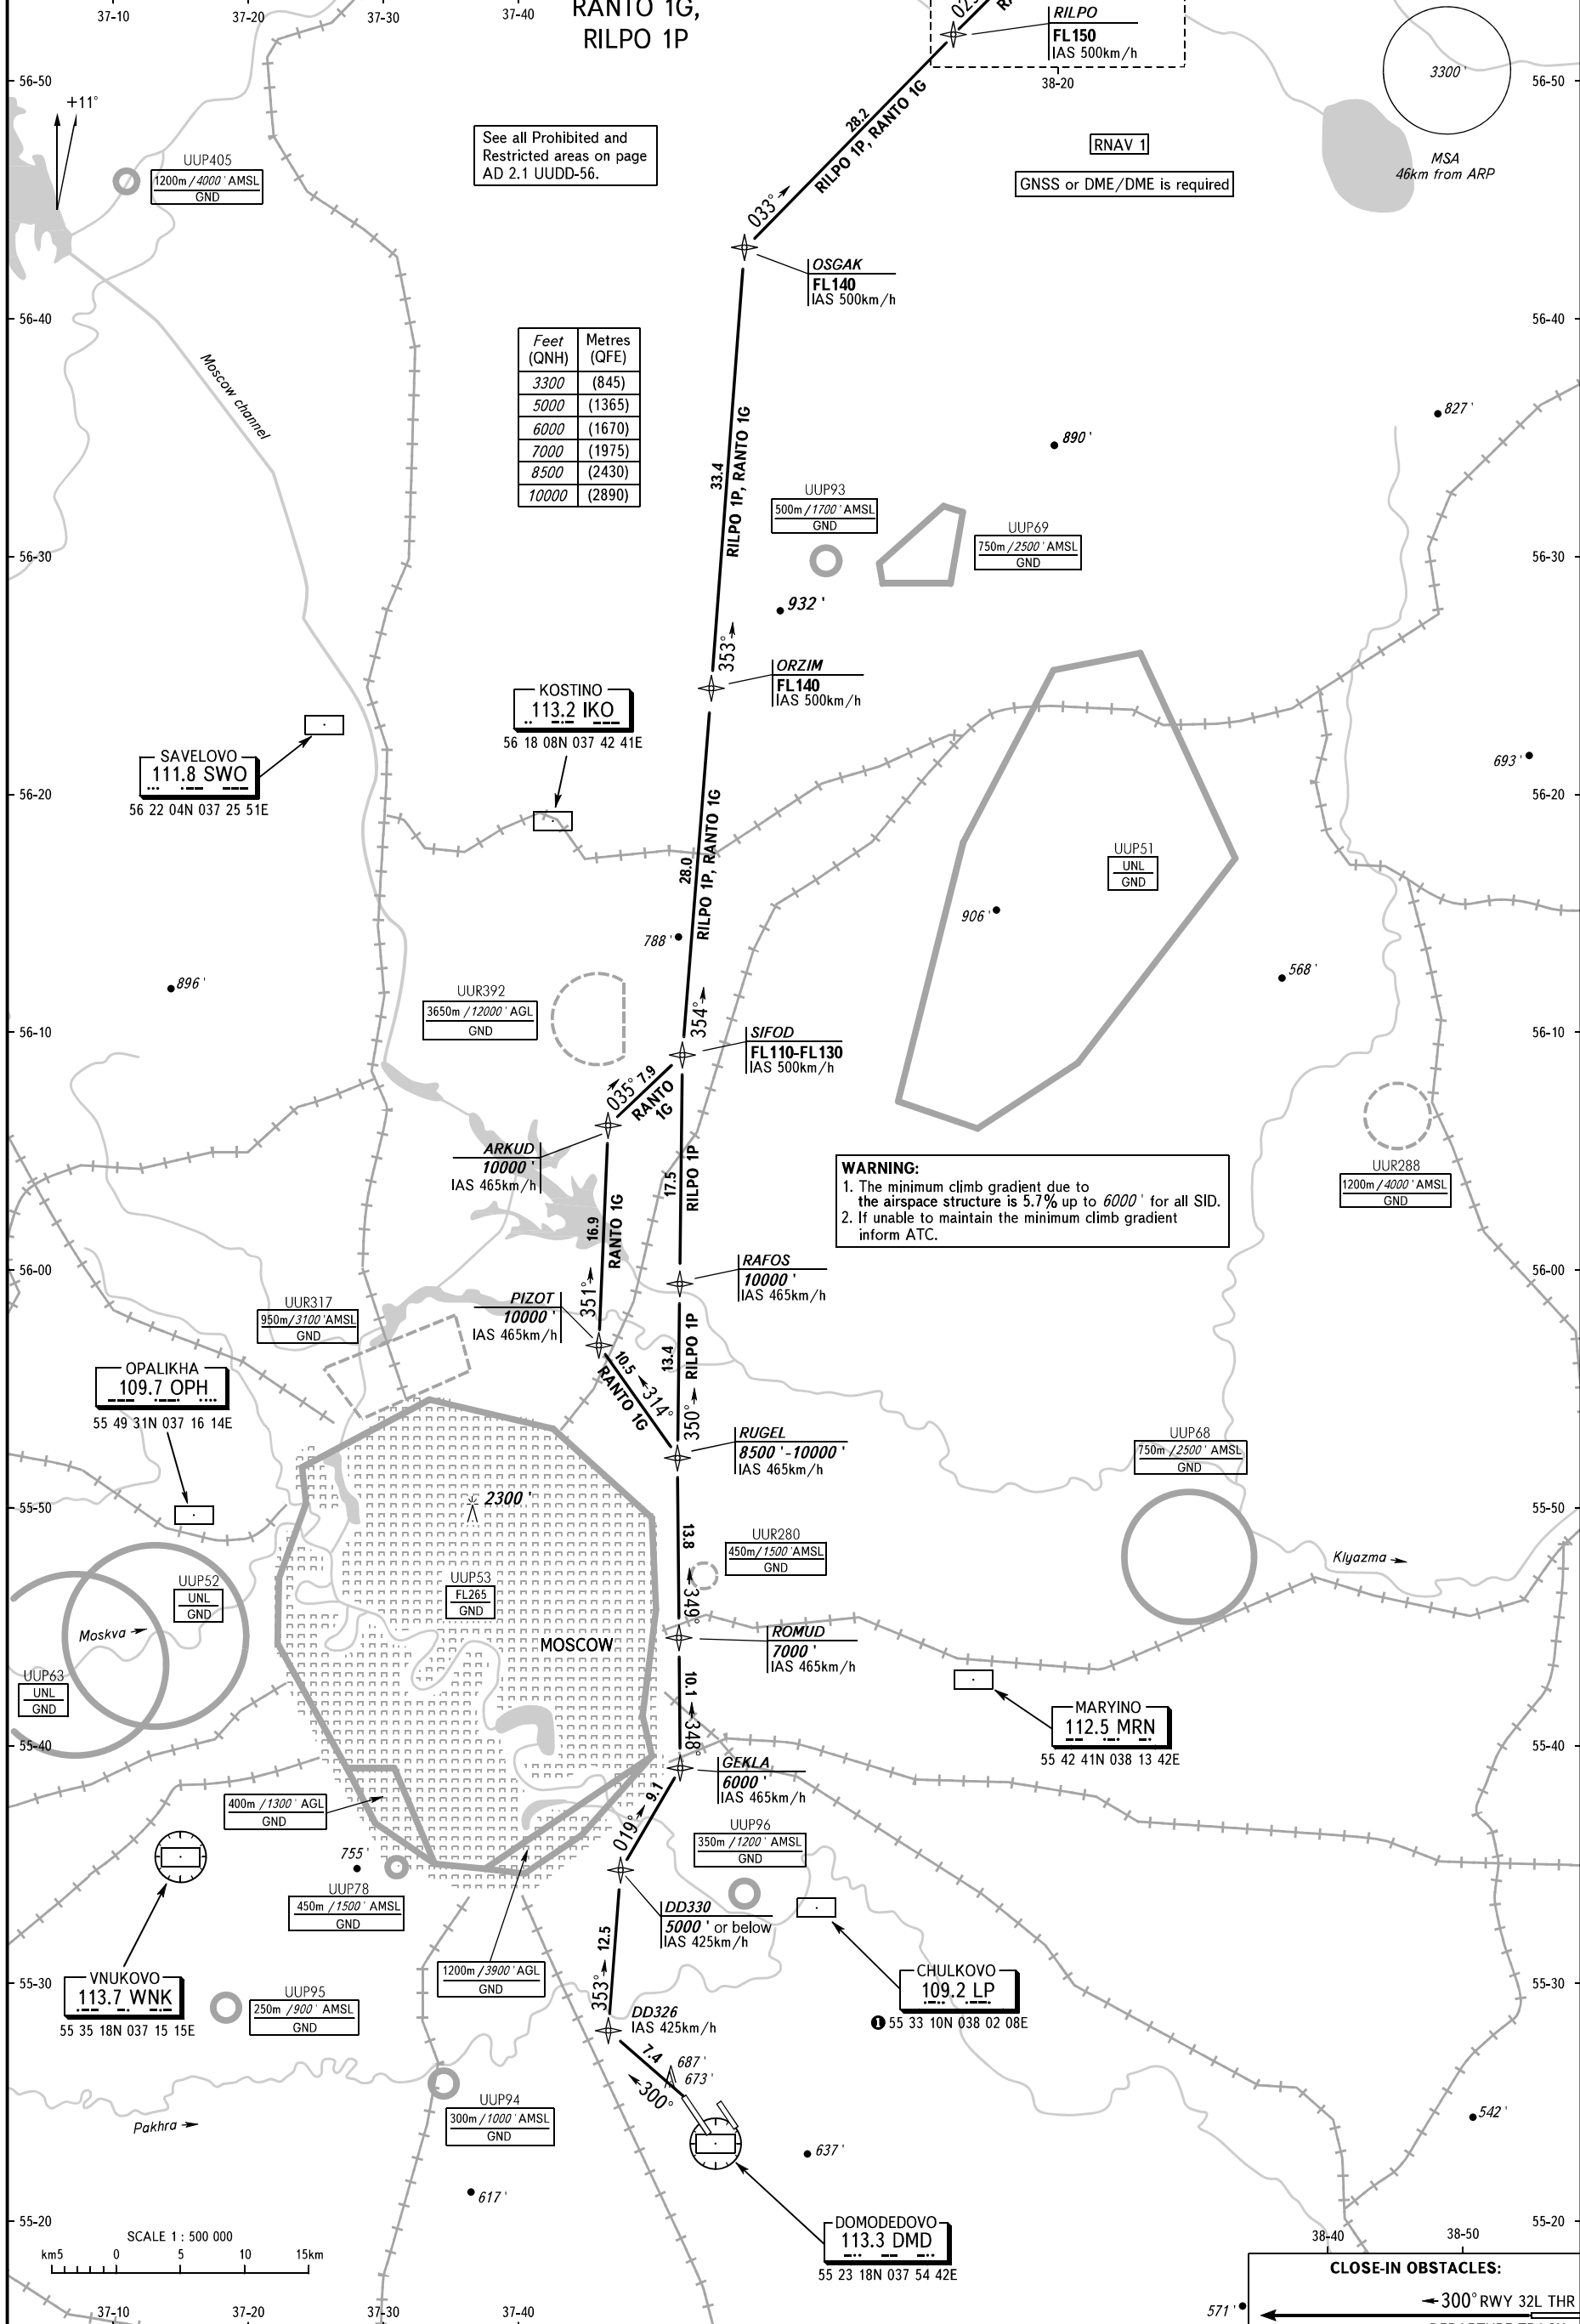 37-10
37-20
37-30
37-40
RANTO 1G,
RILPO 1P
RILPO
FL150
IAS 500km/h
38-20
3300 '
MSA
46km from ARP
56-50
56-50
+11°
UUP405
1200m / 4000 ' AMSL
GND
See all Prohibited and
Restricted areas on page
AD 2.1 UUDD-56.
RNAV 1
GNSS or DME/DME is required
28.2
RILPO 1P, RANTO 1G
033°
OSGAK
FL140
IAS 500km/h
56-40
56-40
Feet (QNH) Metres (QFE)
3300 (845)
5000 (1365)
6000 (1670)
7000 (1975)
8500 (2430)
10000 (2890)
Moscow channel
33.4
RILPO 1P, RANTO 1G
890 '
827 '
UUP93
500m / 1700 ' AMSL
GND
UUP69
750m / 2500 ' AMSL
GND
56-30
56-30
932 '
353°
ORZIM
FL140
IAS 500km/h
KOSTINO
113.2 IKO
56 18 08N 037 42 41E
SAVELOVO
111.8 SWO
56 22 04N 037 25 51E
693 '
56-20
56-20
28.0
RILPO 1P, RANTO 1G
UUP51
UNL
GND
906 '
788 '
568 '
896 '
UUR392
3650m / 12000 ' AGL
GND
354°
56-10
56-10
SIFOD
FL110-FL130
IAS 500km/h
035° 7.9
RANTO
1G
ARKUD
10000 '
IAS 465km/h
17.5
RILPO 1P
WARNING:
1. The minimum climb gradient due to
the airspace structure is 5.7% up to 6000 ' for all SID.
2. If unable to maintain the minimum climb gradient
inform ATC.
UUR288
1200m / 4000 ' AMSL
GND
16.9
RANTO 1G
351°
56-00
56-00
RAFOS
10000 '
IAS 465km/h
PIZOT
10000 '
IAS 465km/h
UUR317
950m / 3100 ' AMSL
GND
13.4
RILPO 1P
10.5
314°
RANTO 1G
350°
OPALIKHA
109.7 OPH
55 49 31N 037 16 14E
RUGEL
8500 '-10000 '
IAS 465km/h
UUP68
750m / 2500 ' AMSL
GND
2300 '
55-50
55-50
13.8
349°
UUR280
450m / 1500 ' AMSL
GND
Klyazma
UUP52
UNL
GND
UUP53
FL265
GND
Moskva
MOSCOW
ROMUD
7000 '
IAS 465km/h
UUP63
UNL
GND
10.1
348°
MARYINO
112.5 MRN
55 42 41N 038 13 42E
55-40
55-40
GEKLA
6000 '
IAS 465km/h
400m / 1300 ' AGL
GND
019°
9.1
UUP96
350m / 1200 ' AMSL
GND
755 '
UUP78
450m / 1500 ' AMSL
GND
DD330
5000 ' or below
IAS 425km/h
12.5
353°
1200m / 3900 ' AGL
GND
CHULKOVO
109.2 LP
1 55 33 10N 038 02 08E
VNUKOVO
113.7 WNK
55 35 18N 037 15 15E
55-30
55-30
UUP95
250m / 900 ' AMSL
GND
DD326
IAS 425km/h
7.4
300°
687 '
673 '
UUP94
300m / 1000 ' AMSL
GND
Pakhra
542 '
637 '
617 '
DOMODEDOVO
113.3 DMD
55 23 18N 037 54 42E
55-20
55-20
SCALE 1 : 500 000
km5 0 5 10 15km
38-40
38-50
CLOSE-IN OBSTACLES:
300° RWY 32L THR
571 '
37-10
37-20
37-30
37-40